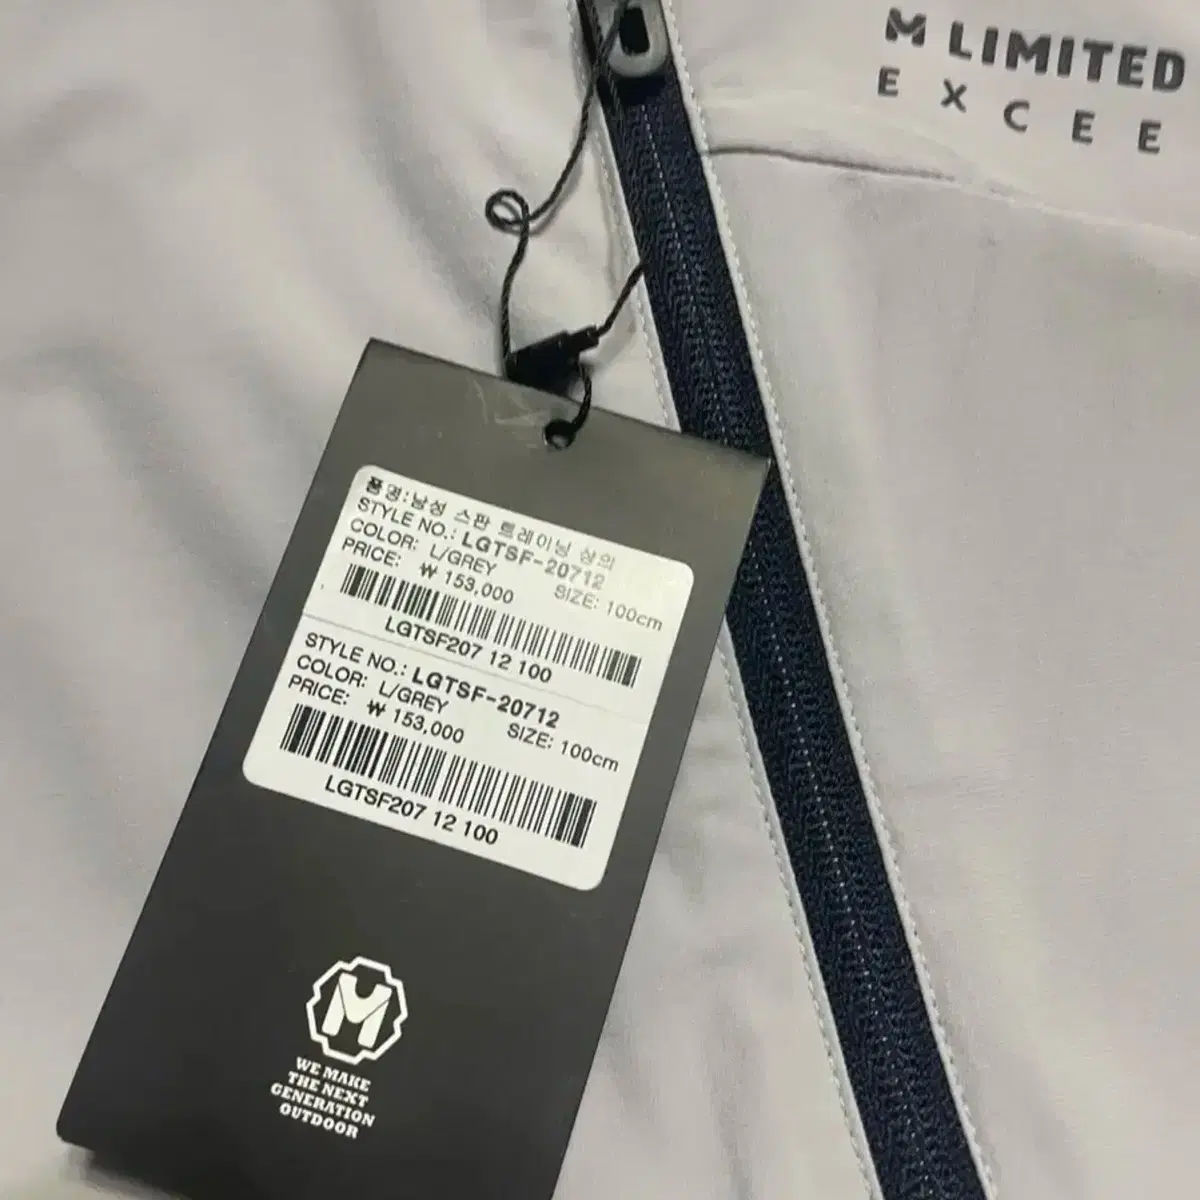 M LIMITED
EXCEE
품명:남성 스판 트레이닝 상의
STYLE NO.: LGTSF-20712
COLOR: L/GREY
PRICE: ₩ 153,000 SIZE: 100cm
LGTSF207 12 100
STYLE NO.: LGTSF-20712
COLOR: L/GREY
PRICE: ₩ 153,000 SIZE: 100cm
LGTSF207 12 100
M
WE MAKE
THE NEXT
GENERATION
OUTDOOR